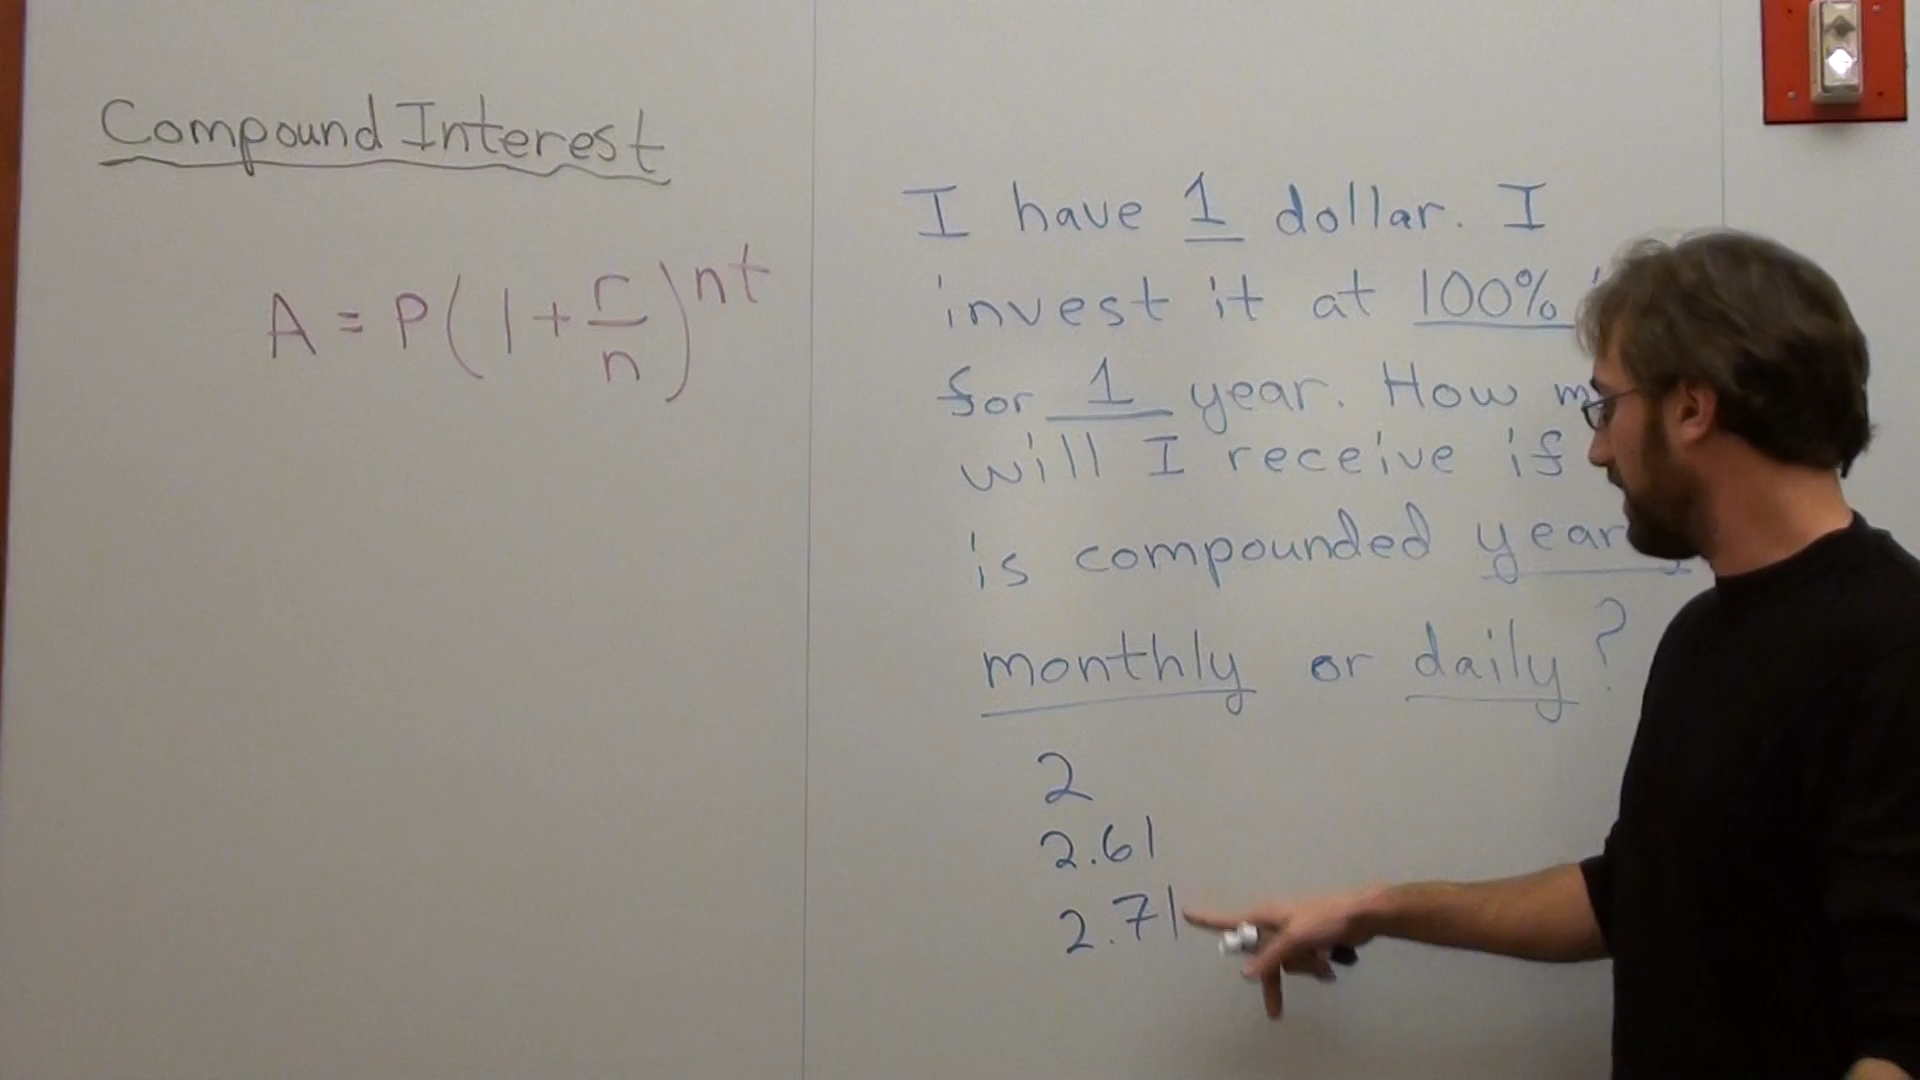 Compound Interest
A = P(1 + r/n)^nt
I have 1 dollar. I
invest it at 100%
for 1 year. How
will I receive if
is compounded
monthly or daily?
2
2.61
2.71